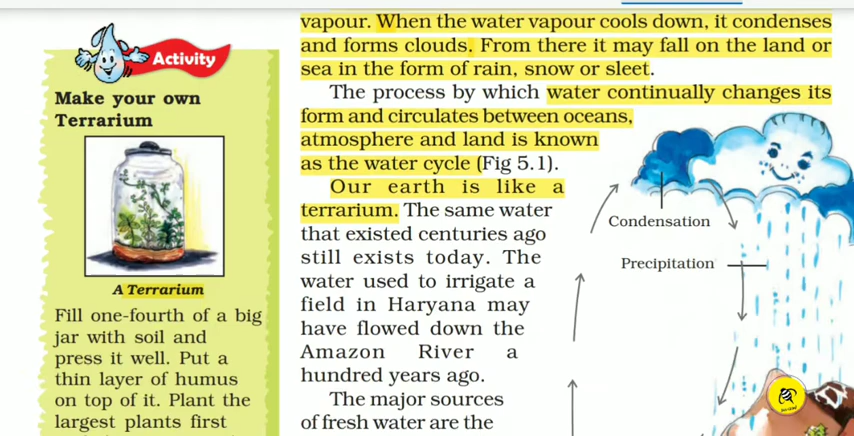 Activity
Make your own
Terrarium
A Terrarium
Fill one-fourth of a big
jar with soil and
press it well. Put a
thin layer of humus
on top of it. Plant the
largest plants first
vapour. When the water vapour cools down, it condenses
and forms clouds. From there it may fall on the land or
sea in the form of rain, snow or sleet.
The process by which water continually changes its
form and circulates between oceans,
atmosphere and land is known
as the water cycle (Fig 5.1).
Our earth is like a
terrarium. The same water
that existed centuries ago
still exists today. The
water used to irrigate a
field in Haryana may
have flowed down the
Amazon River a
hundred years ago.
The major sources
of fresh water are the
Condensation
Precipitation